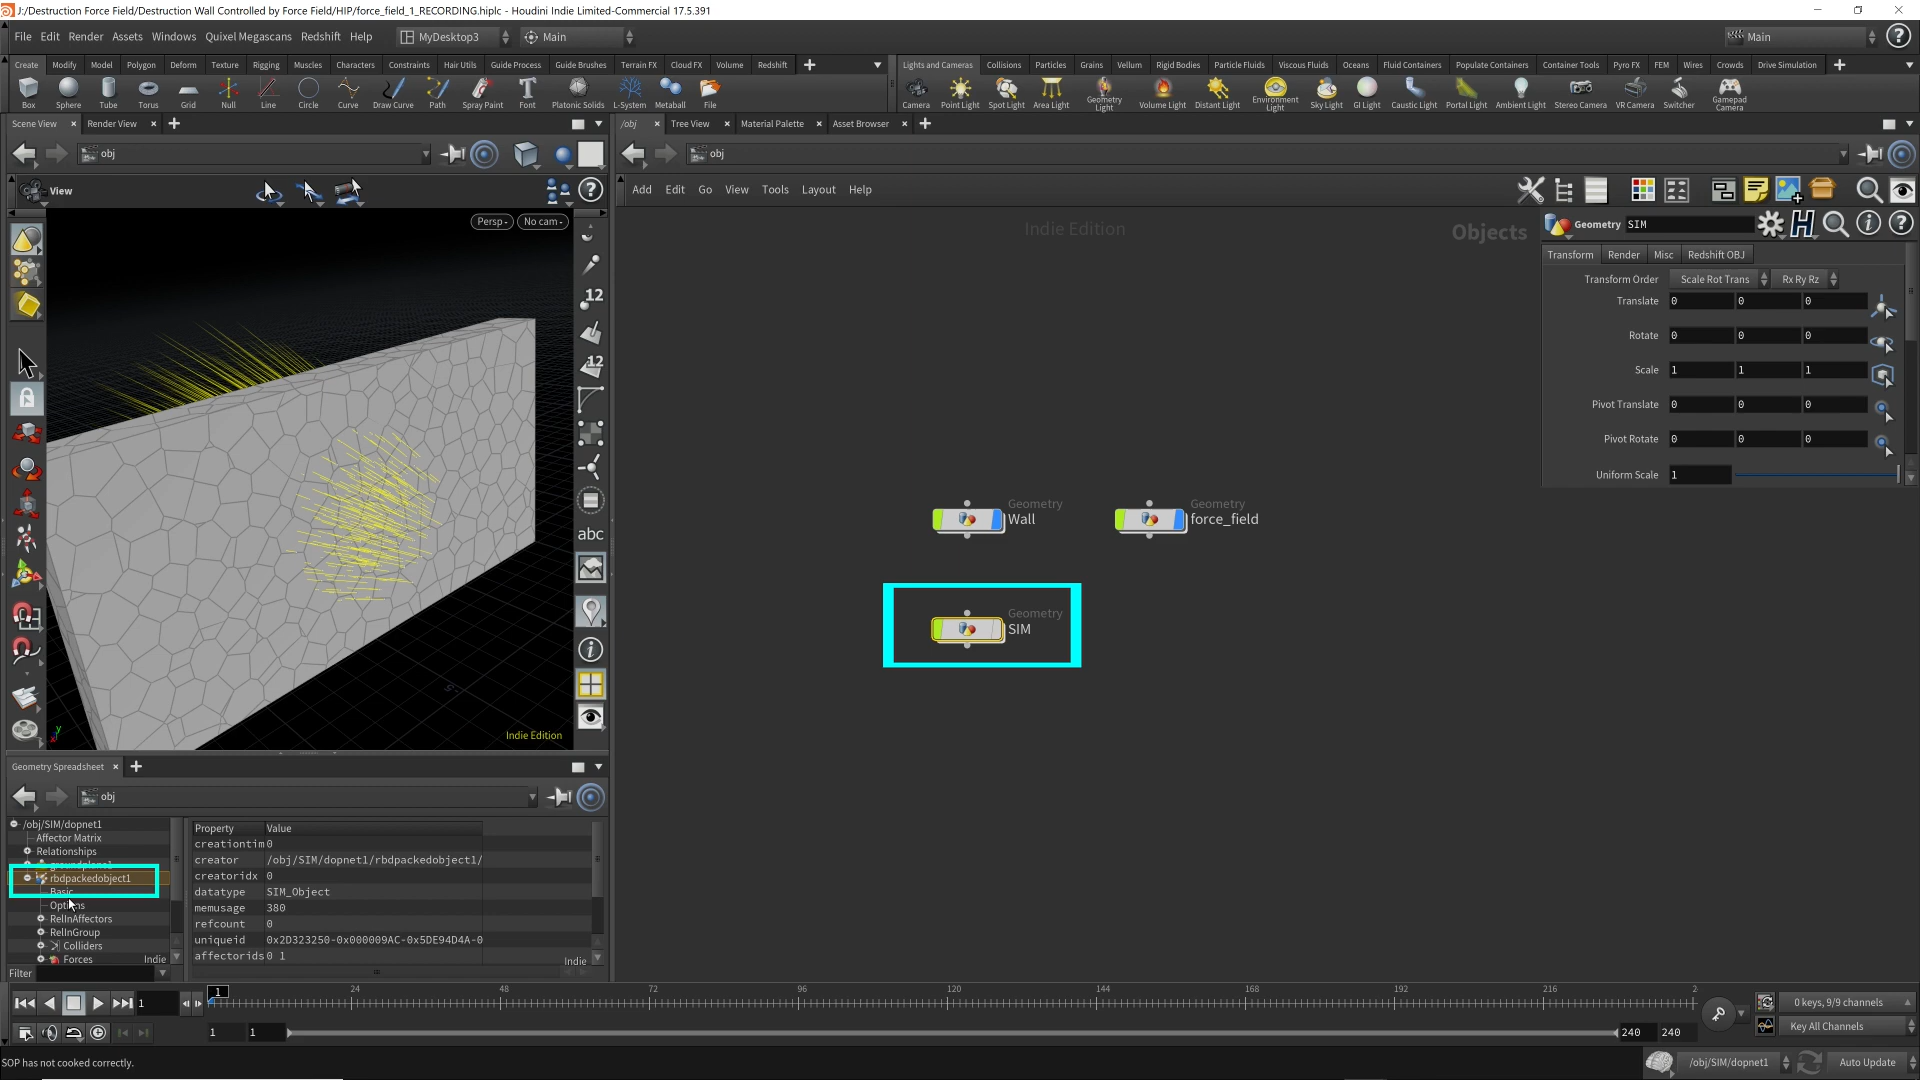 J:/Destruction Force Field/Destruction Wall Controlled by Force Field/HIP/force_field_1_RECORDING.hiplc - Houdini Indie Limited-Commercial 17.5.391
File Edit Render Assets Windows Quixel Megascans Redshift Help MyDesktop3 Main Main
Create Modify Model Polygon Deform Texture Rigging Muscles Characters Constraints Hair Utils Guide Process Guide Brushes Terrain FX Cloud FX Volume Redshift
Lights and Cameras Collisions Particles Grains Vellum Rigid Bodies Particle Fluids Viscous Fluids Oceans Fluid Containers Populate Containers Container Tools Pyro FX FEM Wires Crowds Drive Simulation
Box Sphere Tube Torus Grid Null Line Circle Curve Draw Curve Path Spray Paint Font Platonic Solids L-System Metaball File
Camera Point Light Spot Light Area Light Geometry Light Volume Light Distant Light Environment Light Sky Light GI Light Caustic Light Portal Light Ambient Light Stereo Camera VR Camera Switcher Gamepad Camera
Scene View Render View
/obj Tree View Material Palette Asset Browser
obj
obj
View
Add Edit Go View Tools Layout Help
Persp No cam
Indie Edition
Objects
Geometry SIM
Transform Render Misc Redshift OBJ
Transform Order Scale Rot Trans Rx Ry Rz
Translate 0 0 0
Rotate 0 0 0
Scale 1 1 1
Pivot Translate 0 0 0
Pivot Rotate 0 0 0
Uniform Scale 1
12
12
abc
Geometry
Wall
Geometry
force_field
Geometry
SIM
y
x
Indie Edition
Geometry Spreadsheet
obj
/obj/SIM/dopnet1
Affector Matrix
Relationships
rbdpackedobject1
Basic
Options
RelInAffectors
RelInGroup
Colliders
Forces
Indie
Filter
Property Value
creationtim 0
creator /obj/SIM/dopnet1/rbdpackedobject1/
creatoridx 0
datatype SIM_Object
memusage 380
refcount 0
uniqueid 0x2D323250-0x000009AC-0x5DE94D4A-0
affectorids 0 1
Indie
1 1 24 48 72 96 120 144 168 192 216 2
0 keys, 9/9 channels
1 1 240 240
Key All Channels
SOP has not cooked correctly.
/obj/SIM/dopnet1 Auto Update